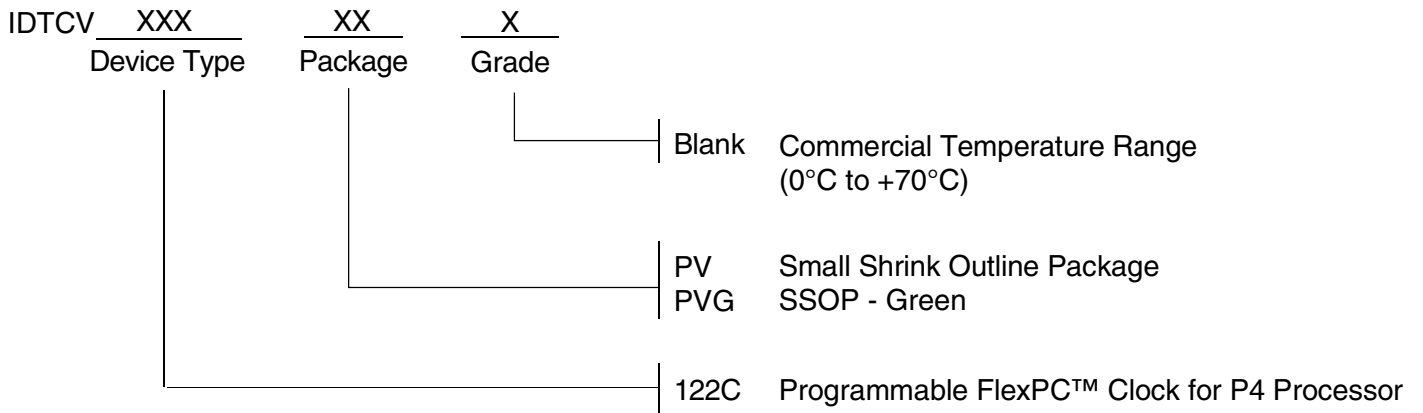 IDTCV XXX XX X
Device Type Package Grade
Blank Commercial Temperature Range
(0°C to +70°C)
PV Small Shrink Outline Package
PVG SSOP - Green
122C Programmable FlexPC™ Clock for P4 Processor